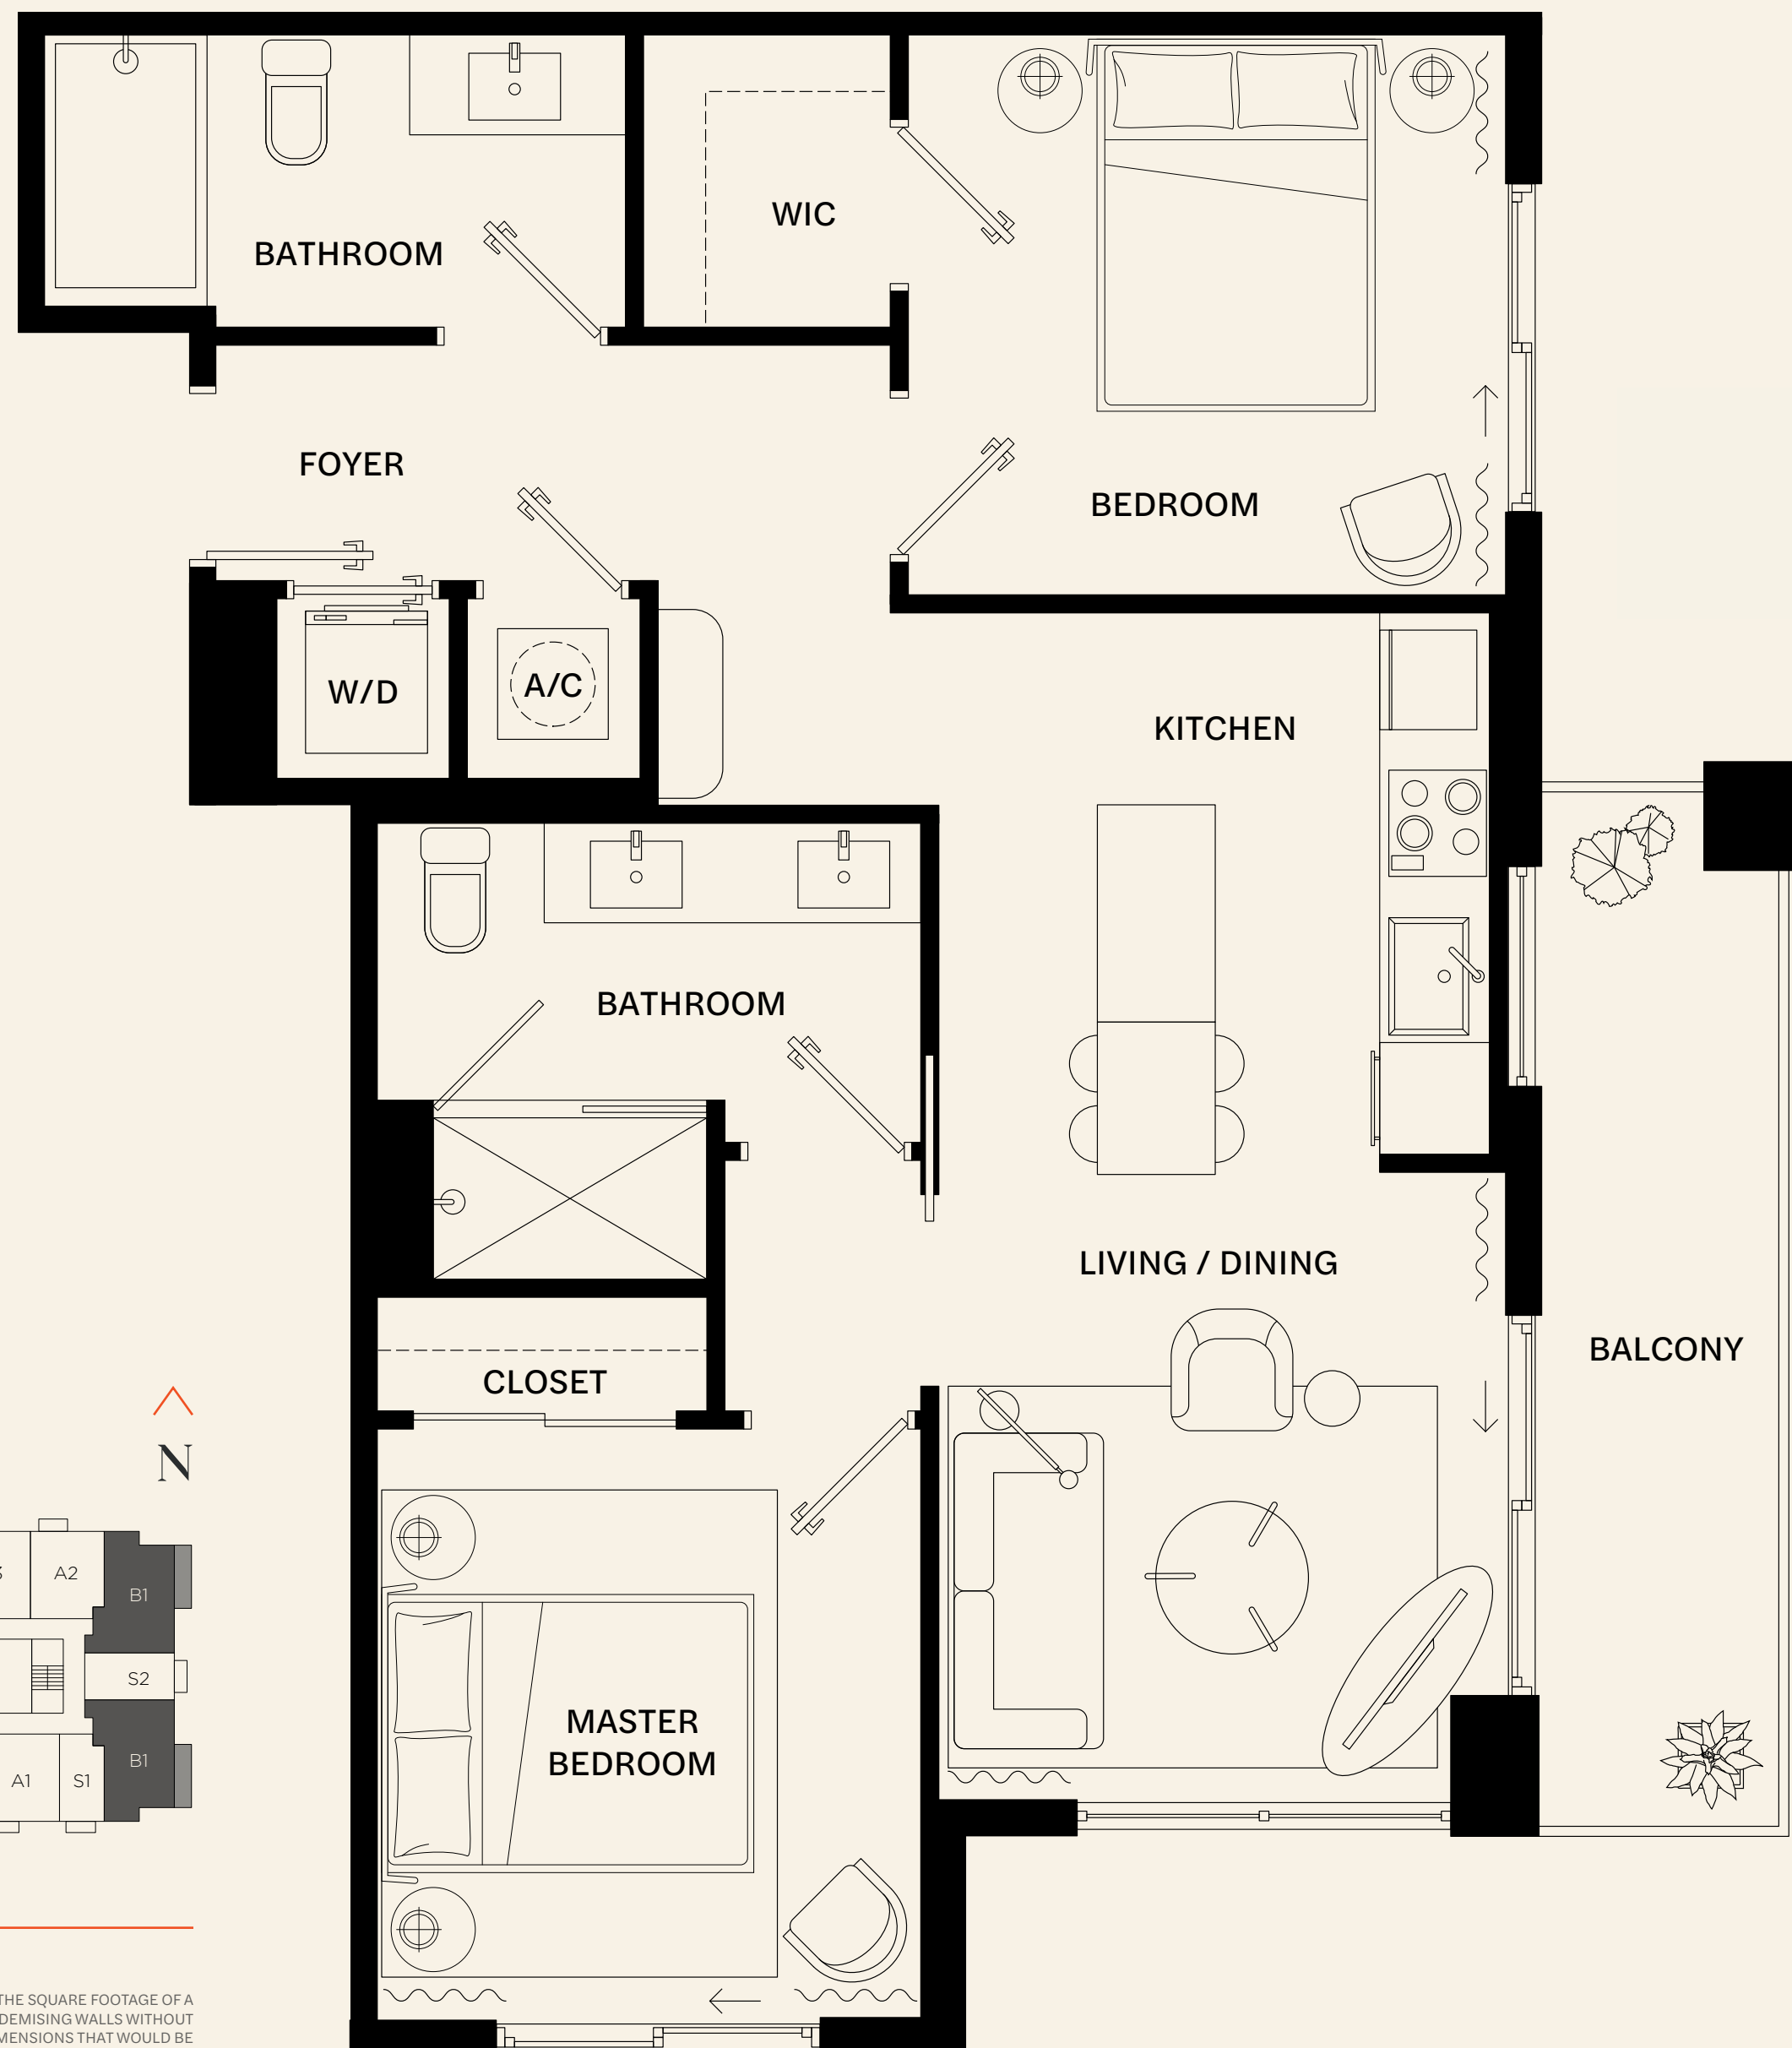 WIC
BATHROOM
FOYER
BEDROOM
W/D
A/C
KITCHEN
BATHROOM
LIVING / DINING
BALCONY
CLOSET
N
A2
B1
S2
B1
A1
S1
MASTER
BEDROOM
THE SQUARE FOOTAGE OF A
DEMISING WALLS WITHOUT
MENSIONS THAT WOULD BE